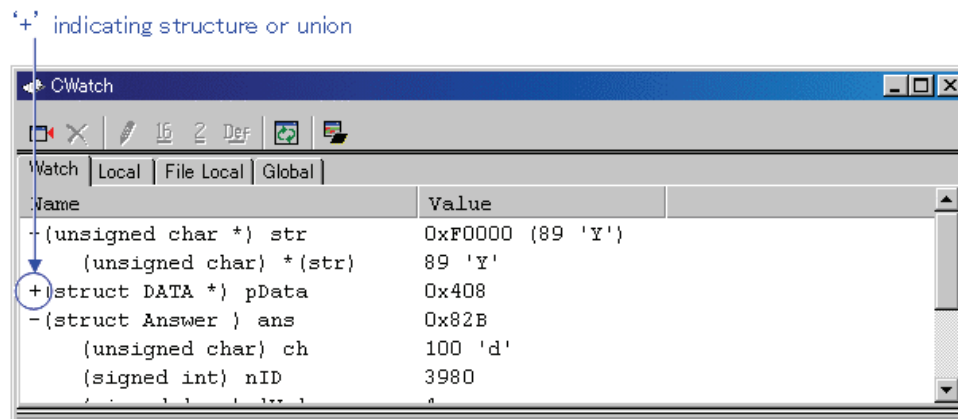 ‘+’ indicating structure or union
CWatch
16 2 Def
Watch Local File Local Global
Name Value
-(unsigned char *) str 0xF0000 (89 'Y')
(unsigned char) *(str) 89 'Y'
+(struct DATA *) pData 0x408
-(struct Answer ) ans 0x82B
(unsigned char) ch 100 'd'
(signed int) nID 3980